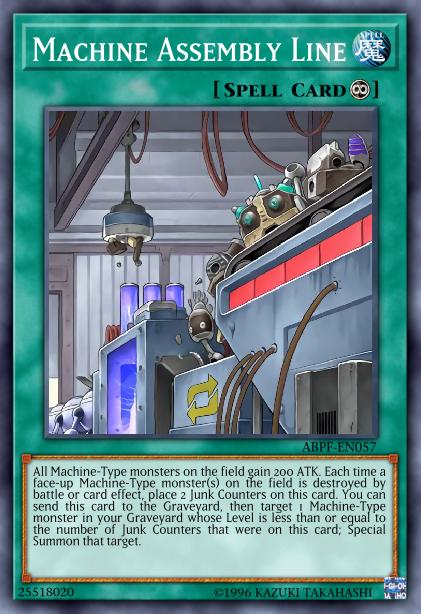 MACHINE ASSEMBLY LINE
SPELL
魔
[SPELL CARD]
ABPF-EN057
All Machine-Type monsters on the field gain 200 ATK. Each time a
face-up Machine-Type monster(s) on the field is destroyed by
battle or card effect, place 2 Junk Counters on this card. You can
send this card to the Graveyard, then target 1 Machine-Type
monster in your Graveyard whose Level is less than or equal to
the number of Junk Counters that were on this card; Special
Summon that target.
25518020
©1996 KAZUKI TAKAHASHI